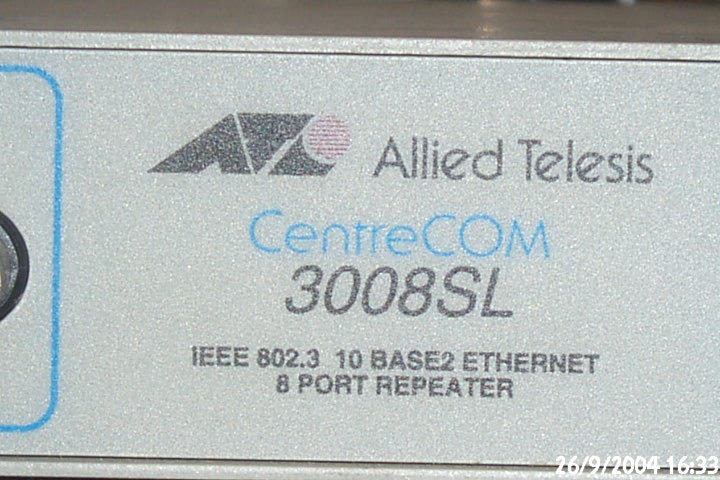 Allied Telesis
CentreCOM
3008SL
IEEE 802.3 10 BASE2 ETHERNET
8 PORT REPEATER
26/9/2004 16:33